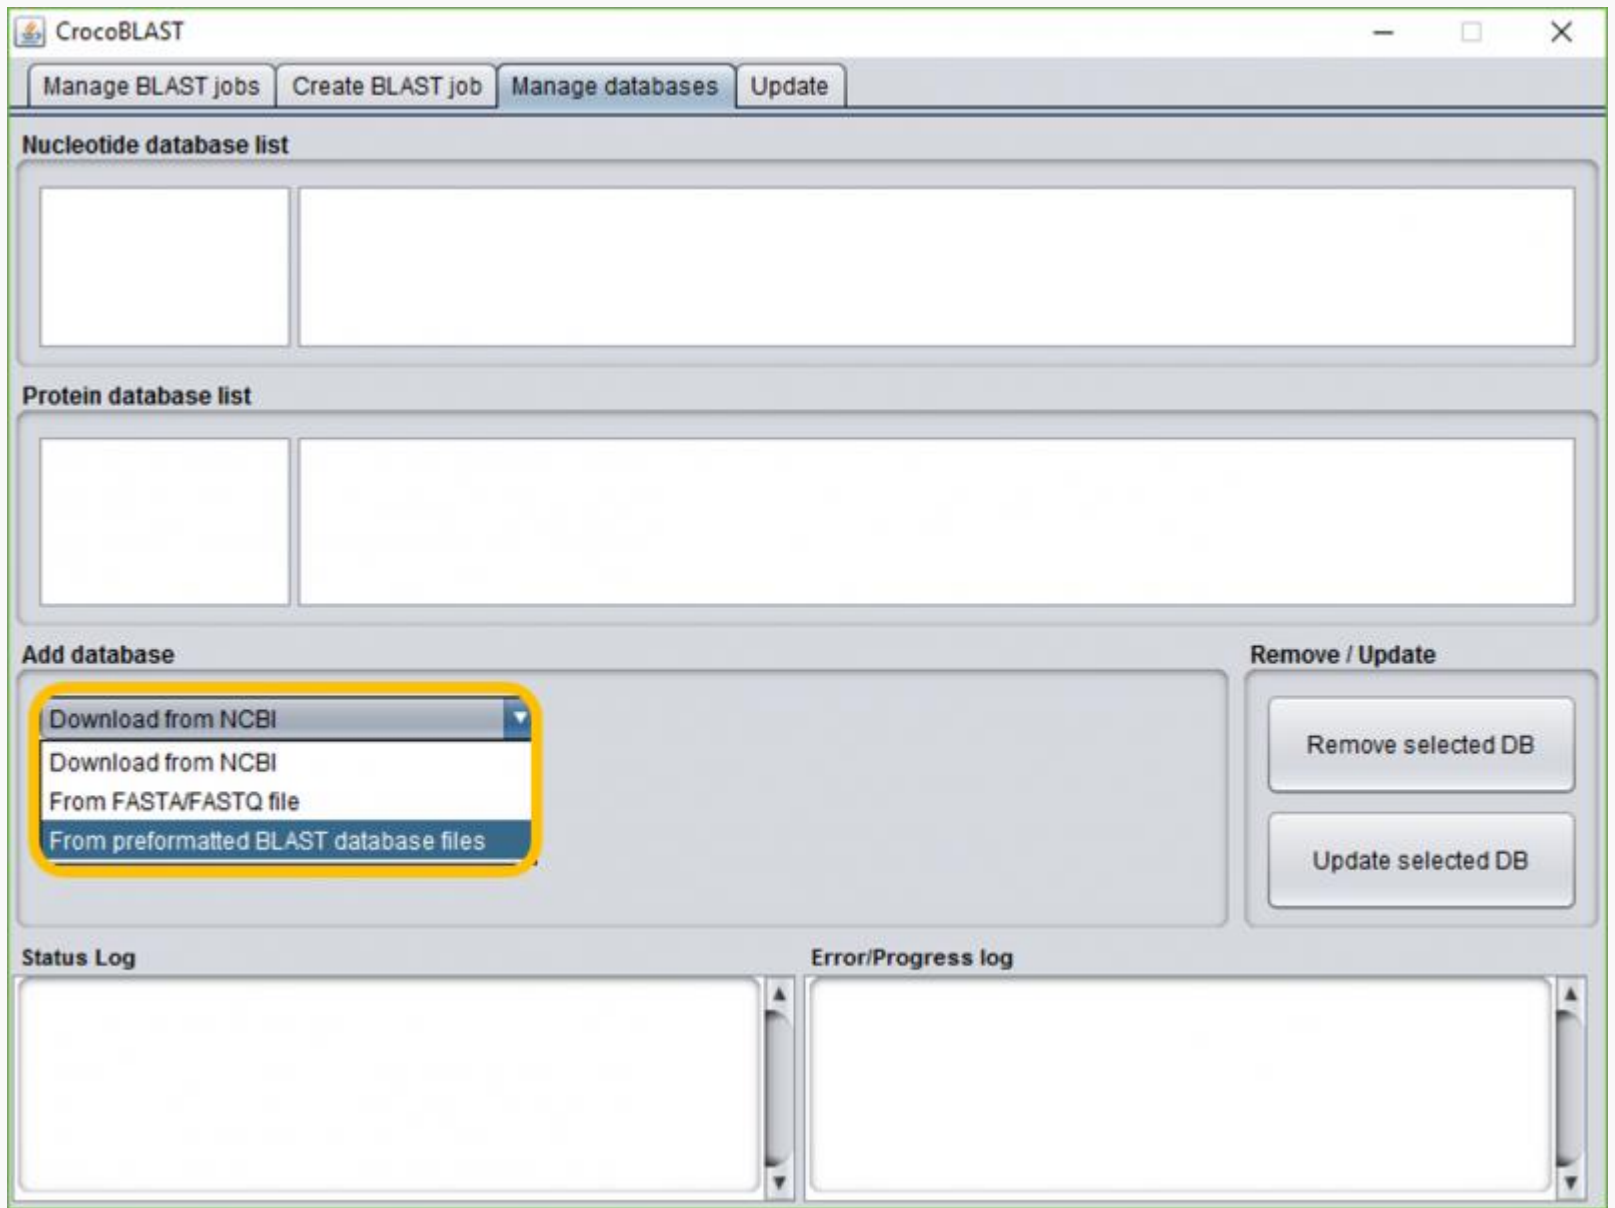 CrocoBLAST
Manage BLAST jobs Create BLAST job Manage databases Update
Nucleotide database list
Protein database list
Add database Remove / Update
Download from NCBI
Download from NCBI
From FASTA/FASTQ file
From preformatted BLAST database files
Remove selected DB
Update selected DB
Status Log Error/Progress log